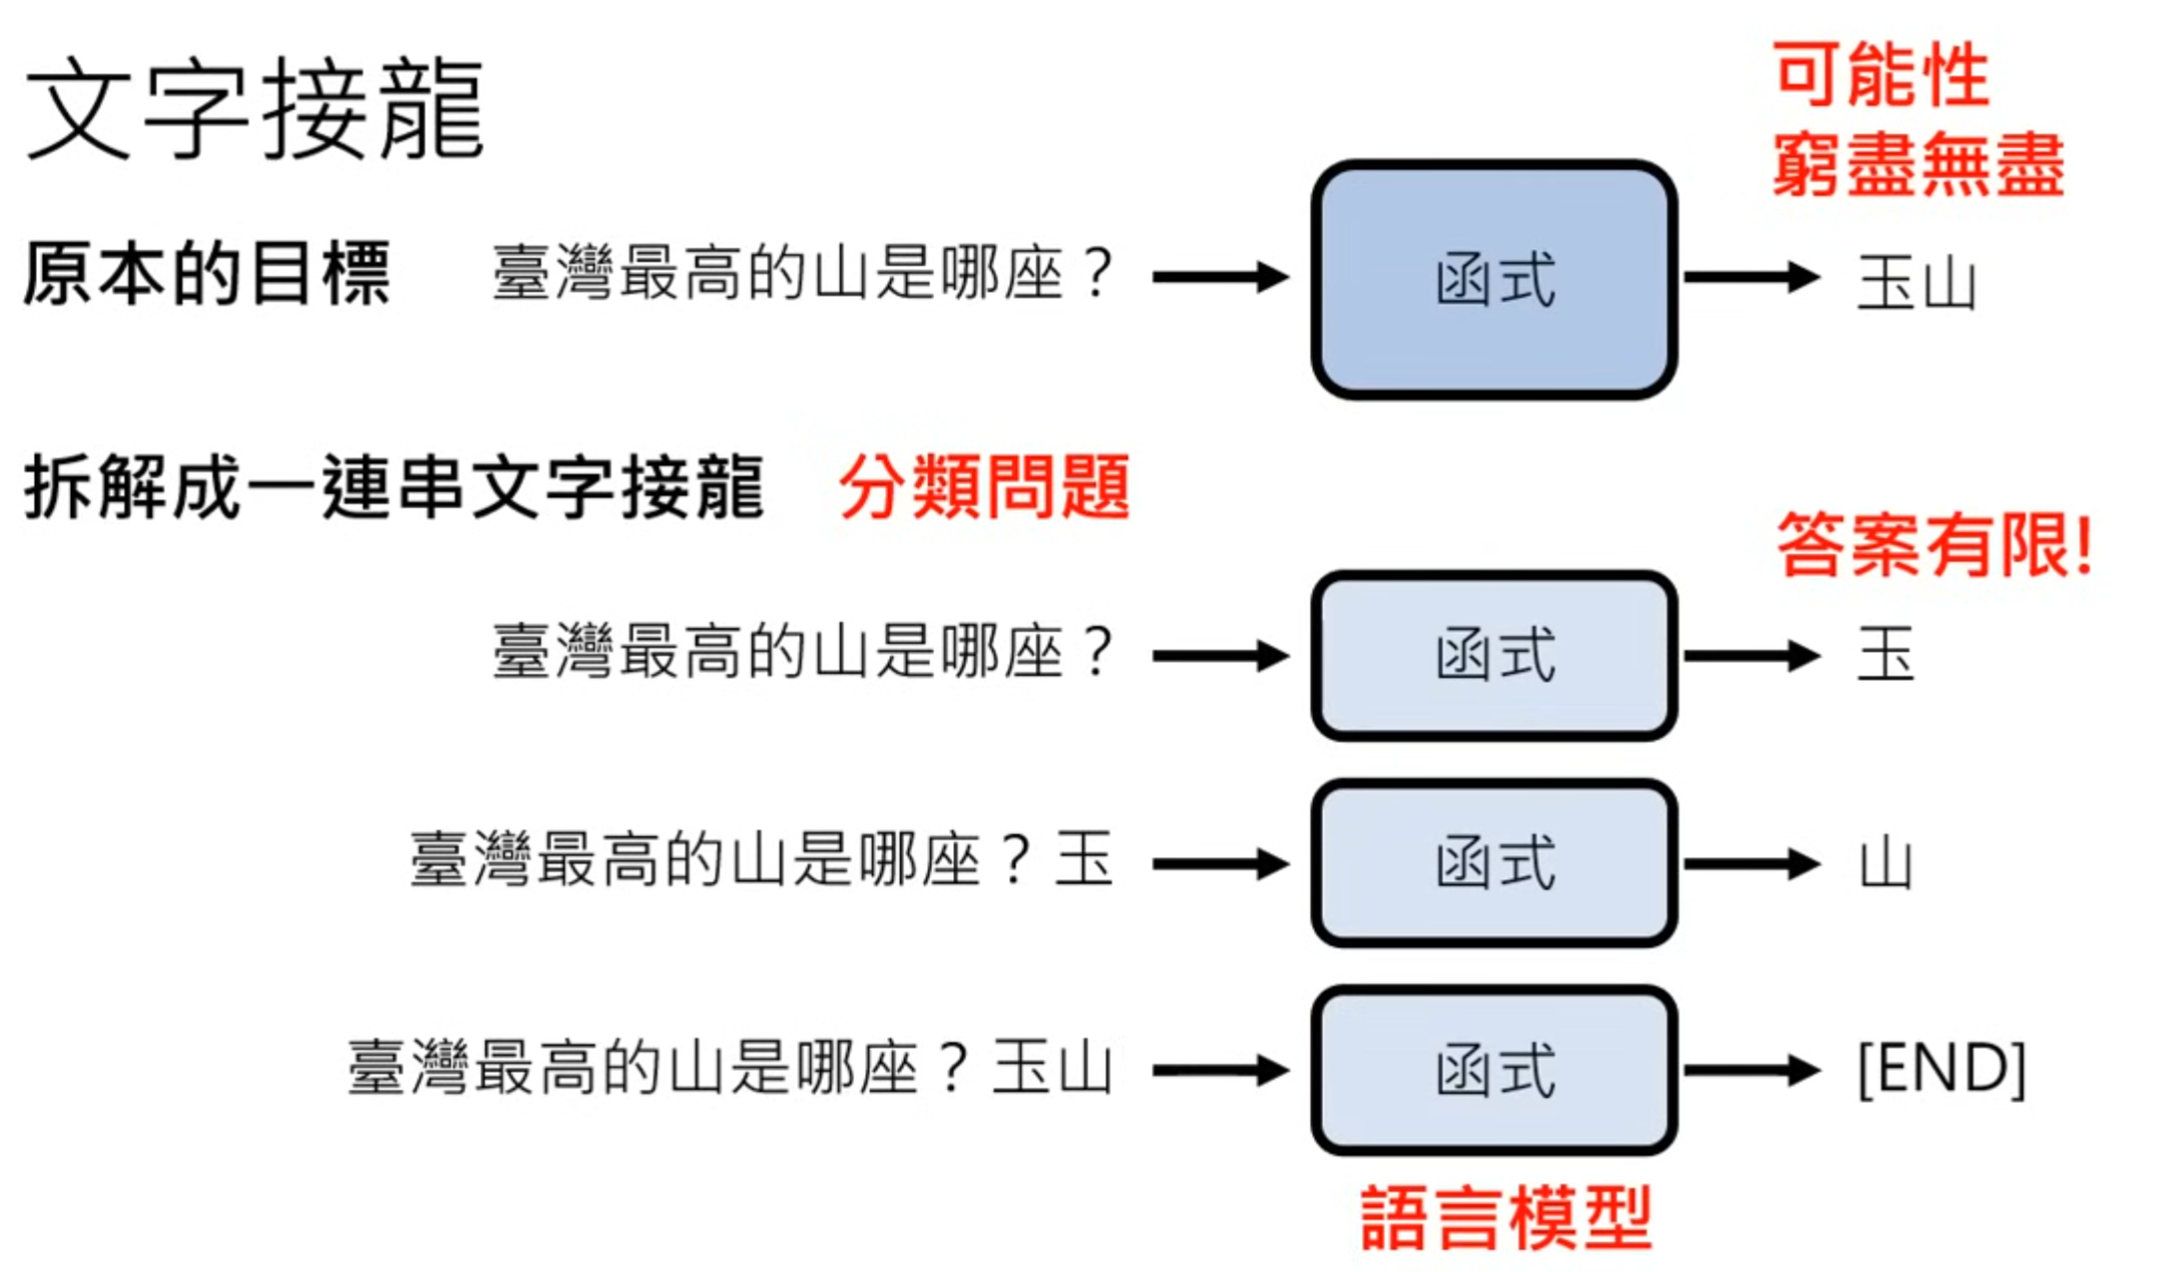 文字接龍
可能性
窮盡無盡
原本的目標 臺灣最高的山是哪座？ 函式 玉山
拆解成一連串文字接龍 分類問題
答案有限!
臺灣最高的山是哪座？ 函式 玉
臺灣最高的山是哪座？玉 函式 山
臺灣最高的山是哪座？玉山 函式 [END]
語言模型